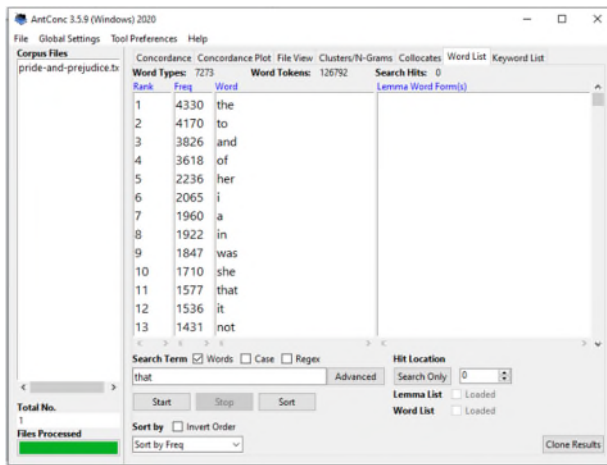 AntConc 3.5.9 (Windows) 2020
File Global Settings Tool Preferences Help
Corpus Files
pride-and-prejudice.tx
Concordance Concordance Plot File View Clusters/N-Grams Collocates Word List Keyword List
Word Types: 7273 Word Tokens: 126792 Search Hits: 0
Rank Freq Word Lemma Word Form(s)
1 4330 the
2 4170 to
3 3826 and
4 3618 of
5 2236 her
6 2065 i
7 1960 a
8 1922 in
9 1847 was
10 1710 she
11 1577 that
12 1536 it
13 1431 not
Search Term Words Case Regex Hit Location
that Advanced Search Only 0
Start Stop Sort Lemma List Loaded
Word List Loaded
Sort by Invert Order
Sort by Freq Clone Results
Total No.
1
Files Processed